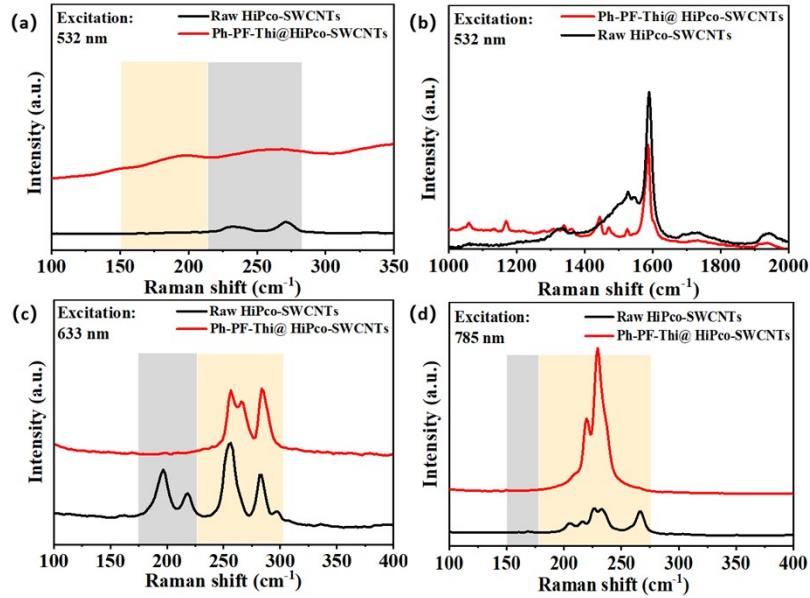 (a)
Excitation:
532 nm
Raw HiPco-SWCNTs
Ph-PF-Thi@HiPco-SWCNTs
Intensity (a.u.)
100 150 200 250 300 350
Raman shift (cm⁻¹)
(b)
Excitation:
532 nm
Ph-PF-Thi@ HiPco-SWCNTs
Raw HiPco-SWCNTs
Intensity (a.u.)
1000 1200 1400 1600 1800 2000
Raman shift (cm⁻¹)
(c)
Excitation:
633 nm
Raw HiPco-SWCNTs
Ph-PF-Thi@ HiPco-SWCNTs
Intensity (a.u.)
100 150 200 250 300 350 400
Raman shift (cm⁻¹)
(d)
Excitation:
785 nm
Raw HiPco-SWCNTs
Ph-PF-Thi@ HiPco-SWCNTs
Intensity (a.u.)
100 150 200 250 300 350 400
Raman shift (cm⁻¹)